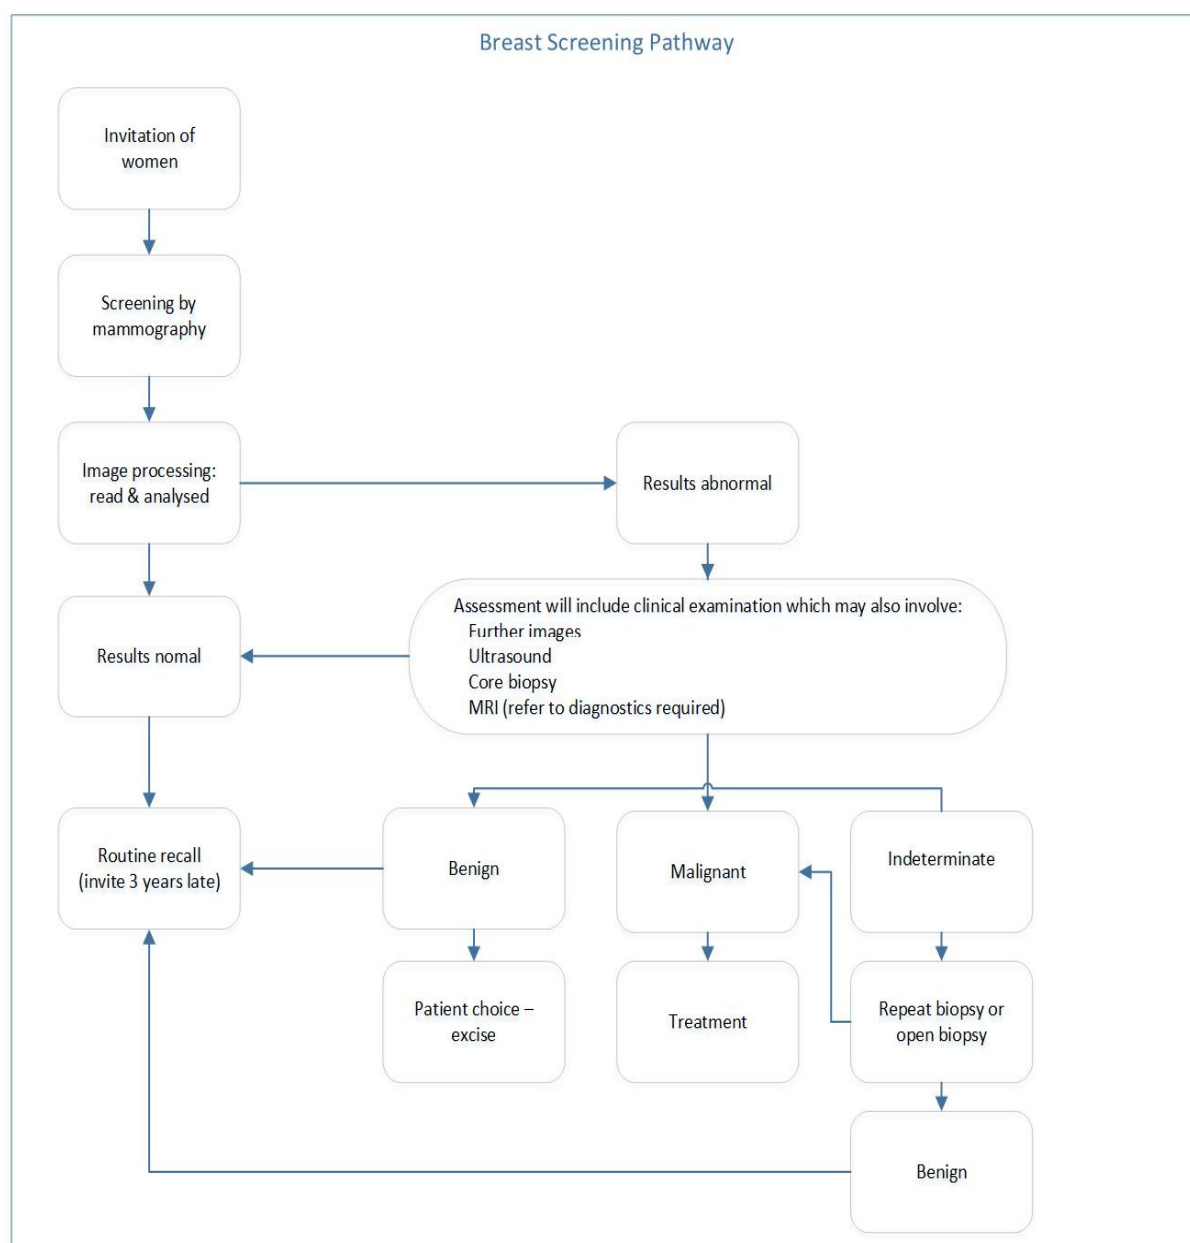 Breast Screening Pathway
Invitation of
women
Screening by
mammography
Image processing:
read & analysed
Results abnormal
Assessment will include clinical examination which may also involve:
Further images
Ultrasound
Core biopsy
MRI (refer to diagnostics required)
Results nomal
Routine recall
(invite 3 years late)
Benign
Malignant
Indeterminate
Patient choice –
excise
Treatment
Repeat biopsy or
open biopsy
Benign